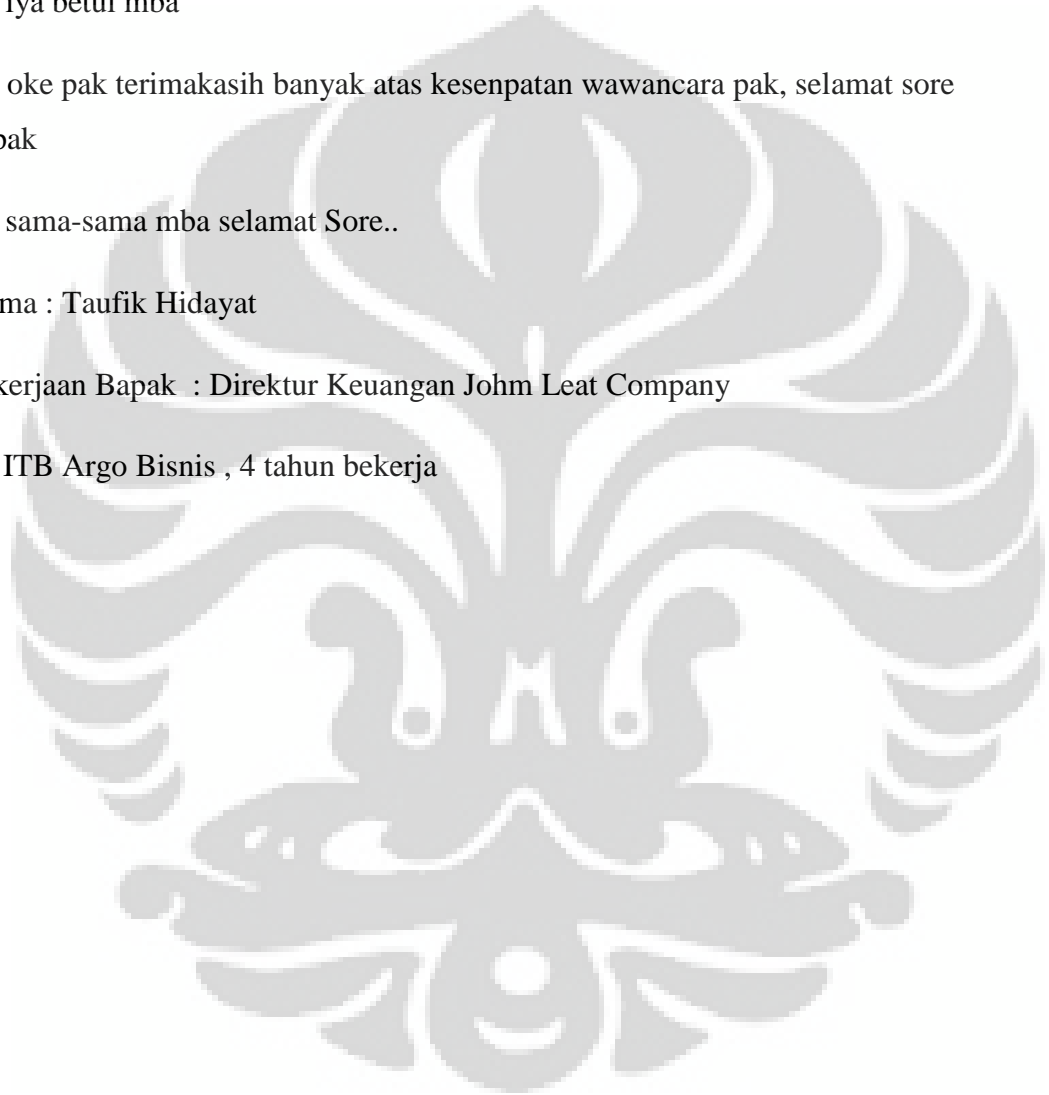 iya betul mba
oke pak terimakasih banyak atas kesenpatan wawancara pak, selamat sore
pak
sama-sama mba selamat Sore..
ma : Taufik Hidayat
kerjaan Bapak : Direktur Keuangan Johm Leat Company
ITB Argo Bisnis , 4 tahun bekerja